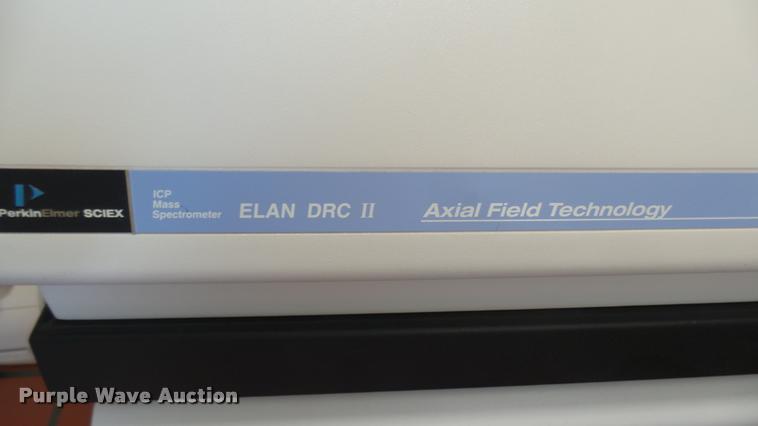 PerkinElmer SCIEX
ICP
Mass
Spectrometer
ELAN DRC II
Axial Field Technology
Purple Wave Auction